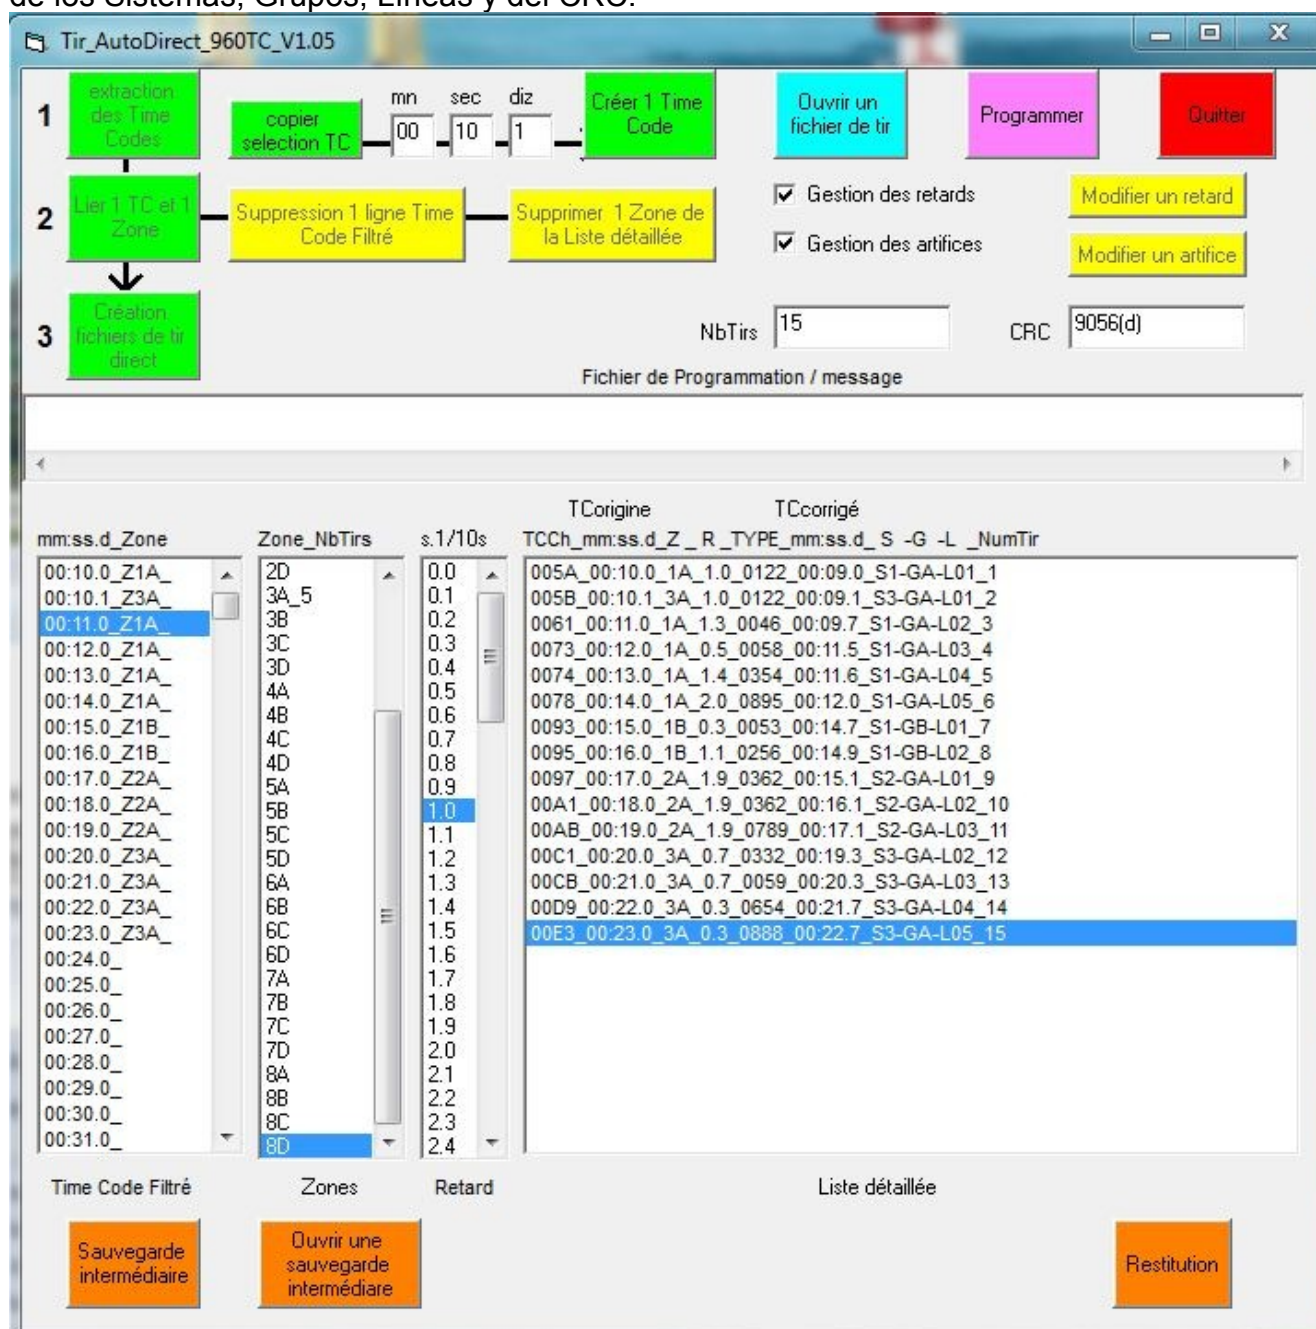 de los Sistemas, Grupos, Líneas y del CRC.
Tir_AutoDirect_960TC_V1.05
1
extraction
des Time
Codes
copier
selection TC
mn sec diz
00 10 1
Créer 1 Time
Code
Ouvrir un
fichier de tir
Programmer
Quitter
2
Lier 1 TC et 1
Zone
Suppression 1 ligne Time
Code Filtré
Supprimer 1 Zone de
la Liste détaillée
Gestion des retards
Modifier un retard
Gestion des artifices
Modifier un artifice
3
Création
fichiers de tir
direct
NbTirs 15
CRC 9056(d)
Fichier de Programmation / message
TCorigine TCcorrigé
mm:ss.d_Zone
00:10.0_Z1A_
00:10.1_Z3A_
00:11.0_Z1A_
00:12.0_Z1A_
00:13.0_Z1A_
00:14.0_Z1A_
00:15.0_Z1B_
00:16.0_Z1B_
00:17.0_Z2A_
00:18.0_Z2A_
00:19.0_Z2A_
00:20.0_Z3A_
00:21.0_Z3A_
00:22.0_Z3A_
00:23.0_Z3A_
00:24.0_
00:25.0_
00:26.0_
00:27.0_
00:28.0_
00:29.0_
00:30.0_
00:31.0_
Time Code Filtré
Zone_NbTirs
2D
3A_5
3B
3C
3D
4A
4B
4C
4D
5A
5B
5C
5D
6A
6B
6C
6D
7A
7B
7C
7D
8A
8B
8C
8D
Zones
s.1/10s
0.0
0.1
0.2
0.3
0.4
0.5
0.6
0.7
0.8
0.9
1.0
1.1
1.2
1.3
1.4
1.5
1.6
1.7
1.8
1.9
2.0
2.1
2.2
2.3
2.4
Retard
TCCh_mm:ss.d_Z _ R _TYPE_mm:ss.d_ S -G -L _NumTir
005A_00:10.0_1A_1.0_0122_00:09.0_S1-GA-L01_1
005B_00:10.1_3A_1.0_0122_00:09.1_S3-GA-L01_2
0061_00:11.0_1A_1.3_0046_00:09.7_S1-GA-L02_3
0073_00:12.0_1A_0.5_0058_00:11.5_S1-GA-L03_4
0074_00:13.0_1A_1.4_0354_00:11.6_S1-GA-L04_5
0078_00:14.0_1A_2.0_0895_00:12.0_S1-GA-L05_6
0093_00:15.0_1B_0.3_0053_00:14.7_S1-GB-L01_7
0095_00:16.0_1B_1.1_0256_00:14.9_S1-GB-L02_8
0097_00:17.0_2A_1.9_0362_00:15.1_S2-GA-L01_9
00A1_00:18.0_2A_1.9_0362_00:16.1_S2-GA-L02_10
00AB_00:19.0_2A_1.9_0789_00:17.1_S2-GA-L03_11
00C1_00:20.0_3A_0.7_0332_00:19.3_S3-GA-L02_12
00CB_00:21.0_3A_0.7_0059_00:20.3_S3-GA-L03_13
00D9_00:22.0_3A_0.3_0654_00:21.7_S3-GA-L04_14
00E3_00:23.0_3A_0.3_0888_00:22.7_S3-GA-L05_15
Liste détaillée
Sauvegarde
intermédiaire
Ouvrir une
sauvegarde
intermédiare
Restitution